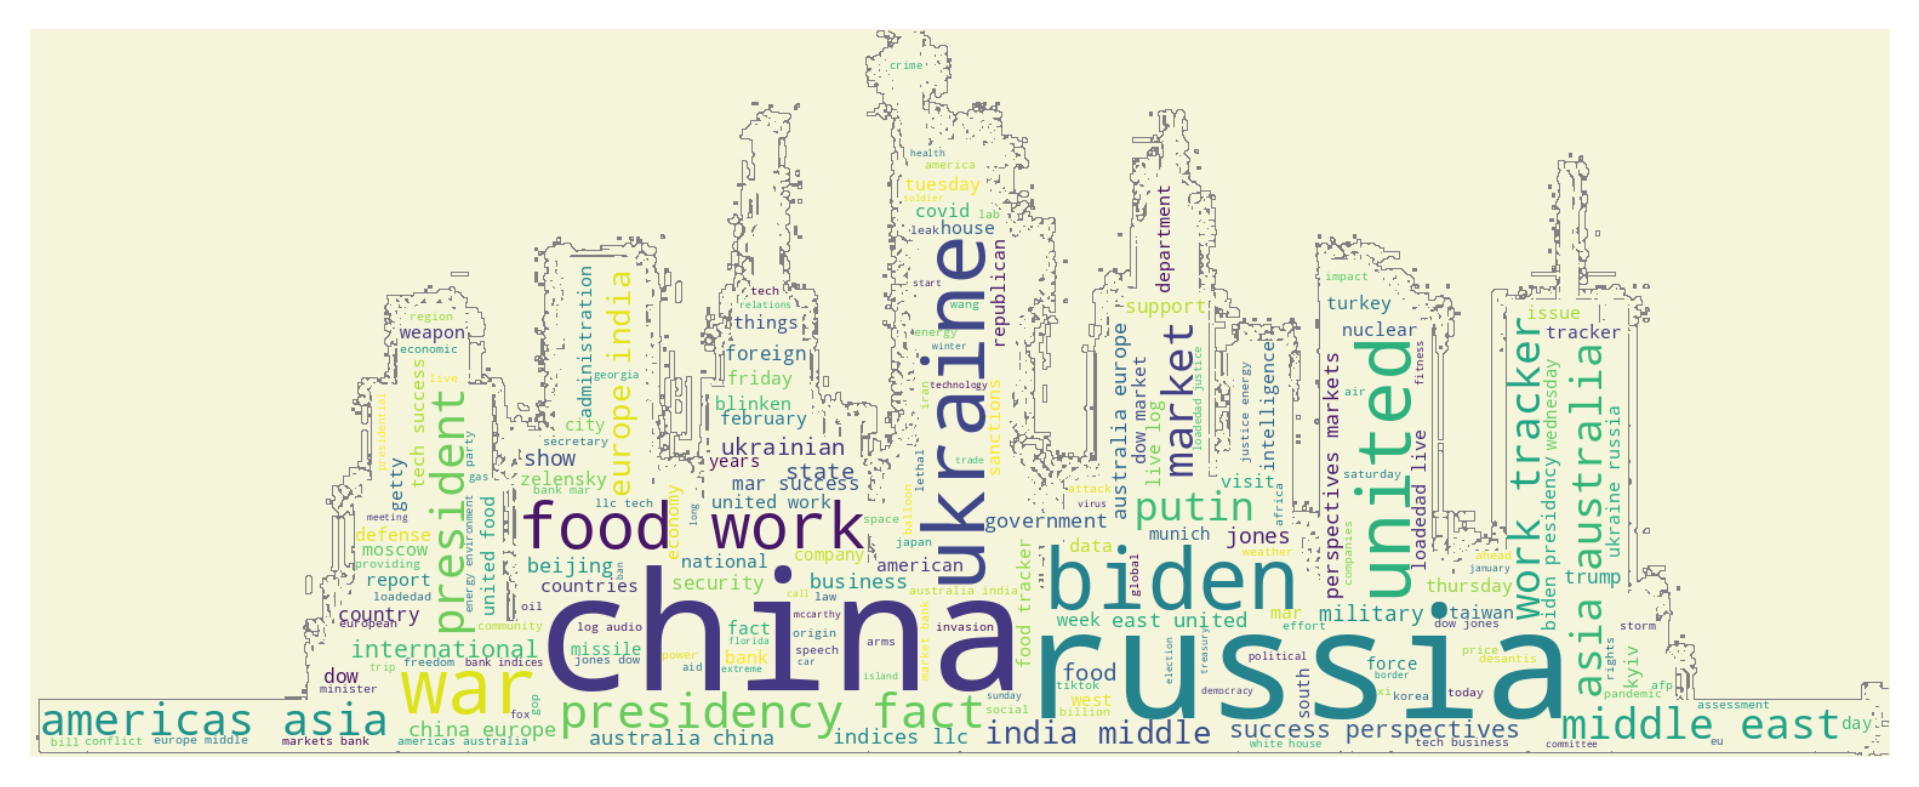 crime
health
america
tuesday
soldier
covid lab
leak house
department
republican
ukraine
start
wang
energy
winter
technology
iran
sanctions
lethal
trade
balloon
tech
relations
things
foreign
friday
blinken
february
ukrainian
years
state
mar success
united work
long
administration
europe india
georgia
city
secretary
show
zelensky
bank mar
llc tech
economy
region
weapon
economic
live
presidential
tech success
president
party
getty
gas
energy environment
united food
meeting
defense
moscow
providing
report
loadedad
country
european
international
trip
freedom
bank indices
dow
minister
support
market
australia europe
dow market
live log
loadedad justice
justice energy
intelligence
visit
africa
attack
virus
putin
government
munich
jones
weather
data
impact
turkey
nuclear
united
fitness
air
perspectives markets
saturday
loadedad live
companies
issue
tracker
work tracker
asia australia
biden presidency
wednesday
ukraine russia
ahead
january
thursday
trump
food work
space
japan
company
american
beijing
national
countries
security
business
ban
call
law
australia india
oil
community
log audio
fact
florida
mccarthy
origin
speech
car
arms
invasion
market bank
food tracker
missile
jones dow
power
aid
bank
extreme
island
china
biden
global
week east united
mar
effort
military
taiwan
dow jones
storm
russia
food
tiktok
west
billion
sunday
social
election
treasury
democracy
political
south
force
border
xi
korea
price
desantis
today
rights
kyiv
pandemic
afp
assessment
war
fox
gop
presidency fact
americas asia
china europe
australia china
indices llc
india middle
success perspectives
middle east
day
bill
conflict
europe middle
markets bank
americas australia
white house
tech business
committee
eu